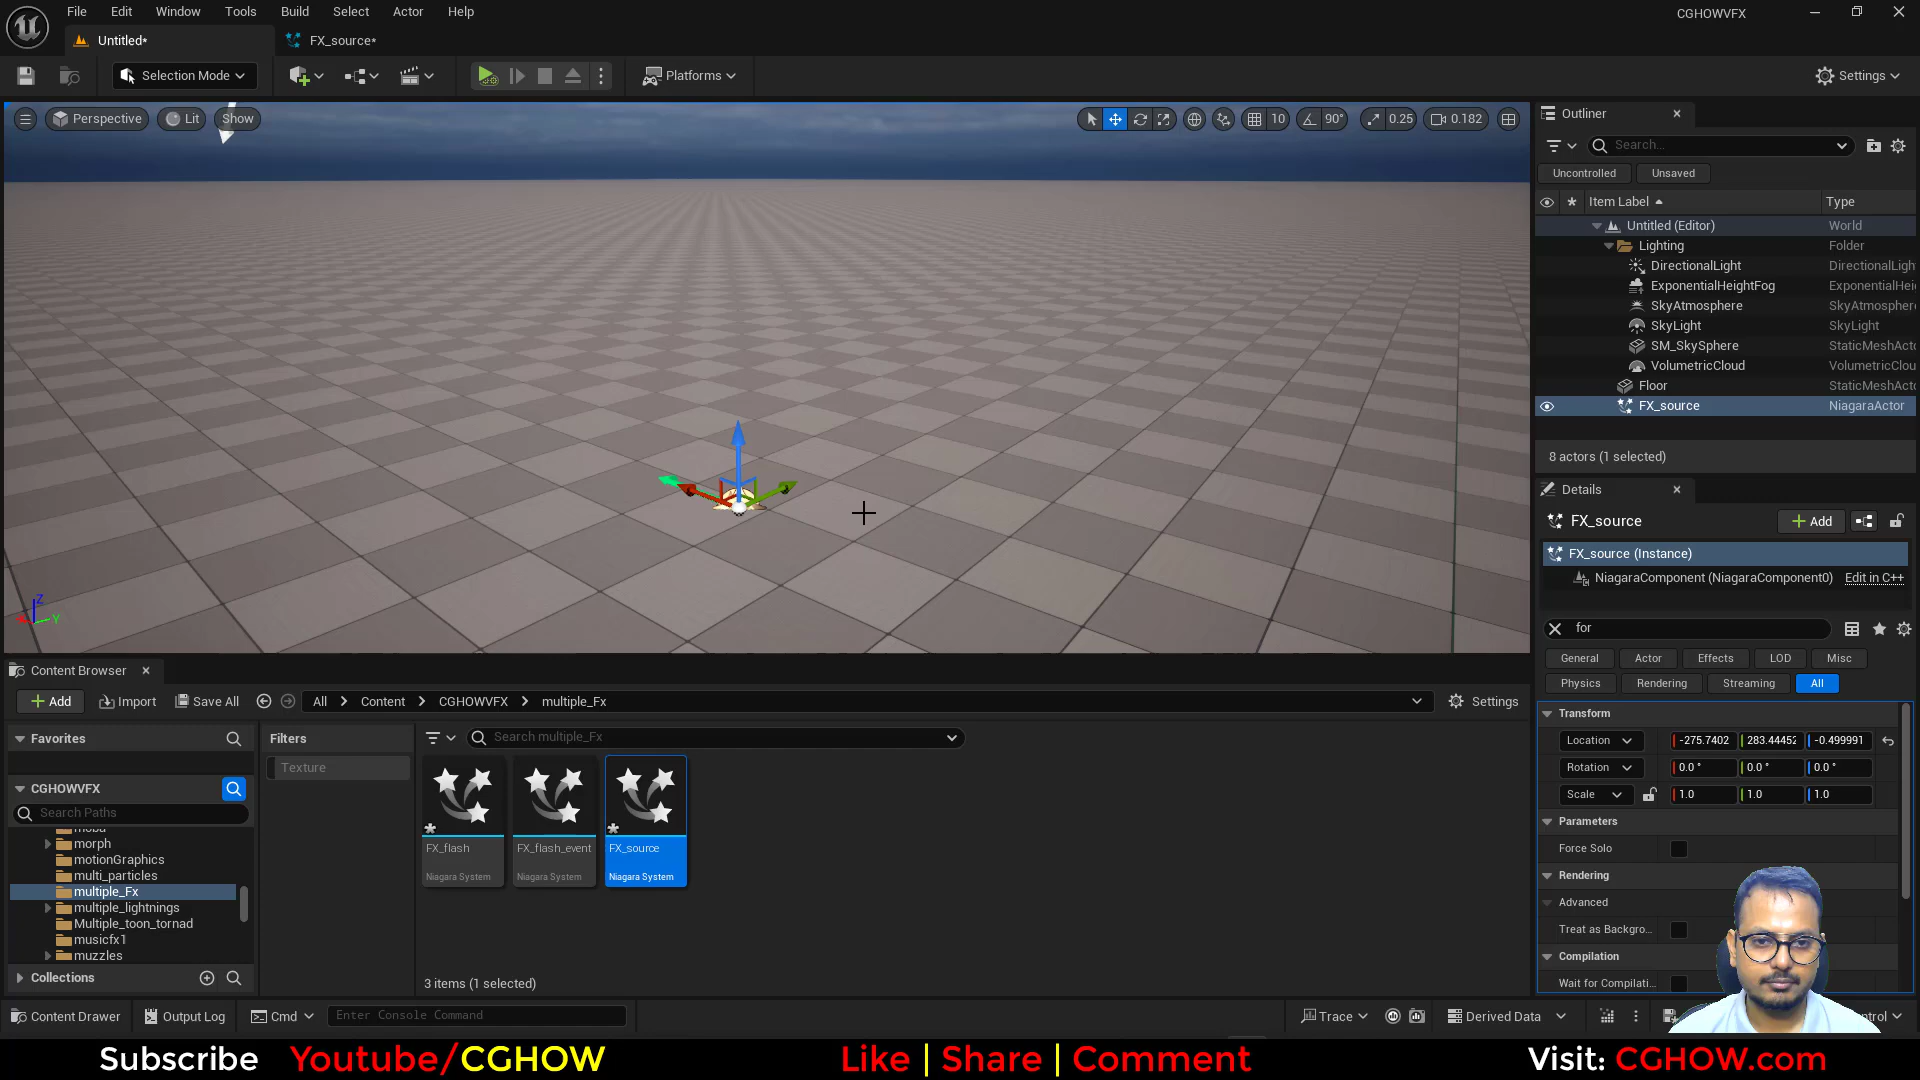 File Edit Window Tools Build Select Actor Help
CGHOWVFX
Untitled*
FX_source*
Selection Mode
Platforms
Settings
Perspective
Lit
Show
10
90°
0.25
0.182
Outliner
Search...
Uncontrolled
Unsaved
Item Label
Type
Untitled (Editor)
World
Lighting
Folder
DirectionalLight
DirectionalLigh
ExponentialHeightFog
ExponentialHei
SkyAtmosphere
SkyAtmosphere
SkyLight
SkyLight
SM_SkySphere
StaticMeshActo
VolumetricCloud
VolumetricClou
Floor
StaticMeshActo
FX_source
NiagaraActor
8 actors (1 selected)
Details
FX_source
Add
FX_source (Instance)
NiagaraComponent (NiagaraComponent0)
Edit in C++
for
General
Actor
Effects
LOD
Misc
Physics
Rendering
Streaming
All
Transform
Location
-275.7402
283.44452
-0.499991
Rotation
0.0 °
0.0 °
0.0 °
Scale
1.0
1.0
1.0
Parameters
Force Solo
Rendering
Advanced
Treat as Backgro...
Compilation
Wait for Compilati...
Z
Y
Content Browser
Add
Import
Save All
All
Content
CGHOWVFX
multiple_Fx
Settings
Favorites
Filters
Search multiple_Fx
Texture
CGHOWVFX
Search Paths
moba
morph
motionGraphics
multi_particles
multiple_Fx
multiple_lightnings
Multiple_toon_tornad
musicfx1
muzzles
Collections
FX_flash
Niagara System
FX_flash_event
Niagara System
FX_source
Niagara System
3 items (1 selected)
Content Drawer
Output Log
Cmd
Enter Console Command
Trace
Derived Data
Subscribe Youtube/CGHOW
Like | Share | Comment
Visit: CGHOW.com